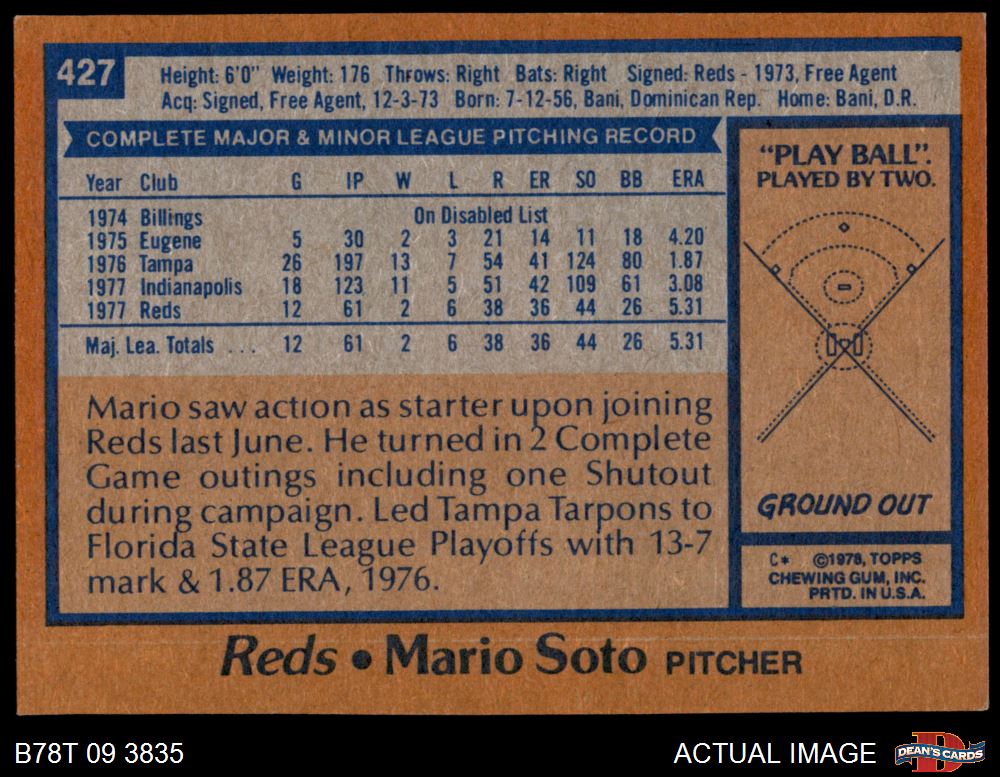 427
Height: 6'0" Weight: 176 Throws: Right Bats: Right Signed: Reds - 1973, Free Agent
Acq: Signed, Free Agent, 12-3-73 Born: 7-12-56, Bani, Dominican Rep. Home: Bani, D.R.
COMPLETE MAJOR & MINOR LEAGUE PITCHING RECORD
Year Club G IP W L R ER SO BB ERA
1974 Billings On Disabled List
1975 Eugene 5 30 2 3 21 14 11 18 4.20
1976 Tampa 26 197 13 7 54 41 124 80 1.87
1977 Indianapolis 18 123 11 5 51 42 109 61 3.08
1977 Reds 12 61 2 6 38 36 44 26 5.31
Maj. Lea. Totals ... 12 61 2 6 38 36 44 26 5.31
Mario saw action as starter upon joining
Reds last June. He turned in 2 Complete
Game outings including one Shutout
during campaign. Led Tampa Tarpons to
Florida State League Playoffs with 13-7
mark & 1.87 ERA, 1976.
"PLAY BALL".
PLAYED BY TWO.
GROUND OUT
C* ©1978, TOPPS
CHEWING GUM, INC.
PRTD. IN U.S.A.
Reds • Mario Soto PITCHER
B78T 09 3835
ACTUAL IMAGE
DEAN'S CARDS